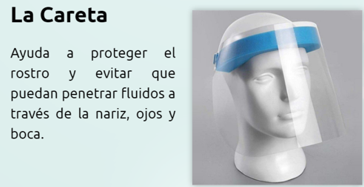 La Careta
Ayuda a proteger el
rostro y evitar que
puedan penetrar fluidos a
través de la nariz, ojos y
boca.